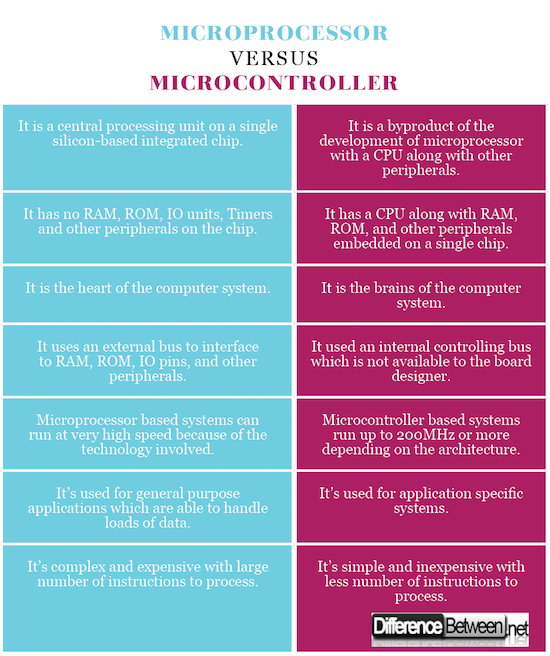 MICROPROCESSOR
VERSUS
MICROCONTROLLER
It is a central processing unit on a single
silicon-based integrated chip.
It is a byproduct of the
development of microprocessor
with a CPU along with other
peripherals.
It has no RAM, ROM, IO units, Timers
and other peripherals on the chip.
It has a CPU along with RAM,
ROM, and other peripherals
embedded on a single chip.
It is the heart of the computer system.
It is the brains of the computer
system.
It uses an external bus to interface
to RAM, ROM, IO pins, and other
peripherals.
It used an internal controlling bus
which is not available to the board
designer.
Microprocessor based systems can
run at very high speed because of the
technology involved.
Microcontroller based systems
run up to 200MHz or more
depending on the architecture.
It's used for general purpose
applications which are able to handle
loads of data.
It's used for application specific
systems.
It's complex and expensive with large
number of instructions to process.
It's simple and inexpensive with
less number of instructions to
process.
DifferenceBetween.net